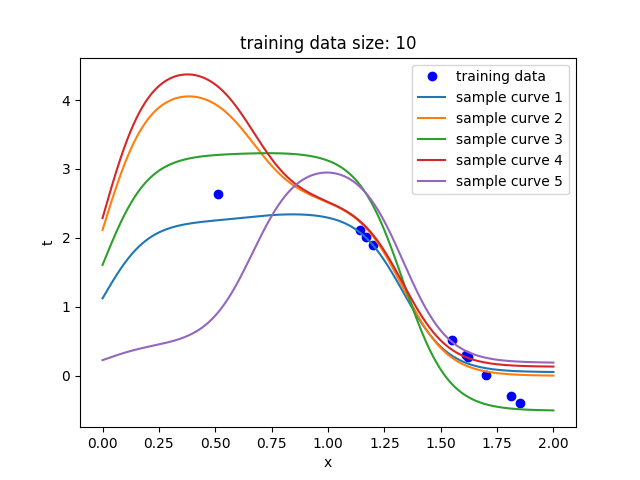 training data size: 10
training data
sample curve 1
sample curve 2
sample curve 3
sample curve 4
sample curve 5
t
4
3
2
1
0
0.00 0.25 0.50 0.75 1.00 1.25 1.50 1.75 2.00
x